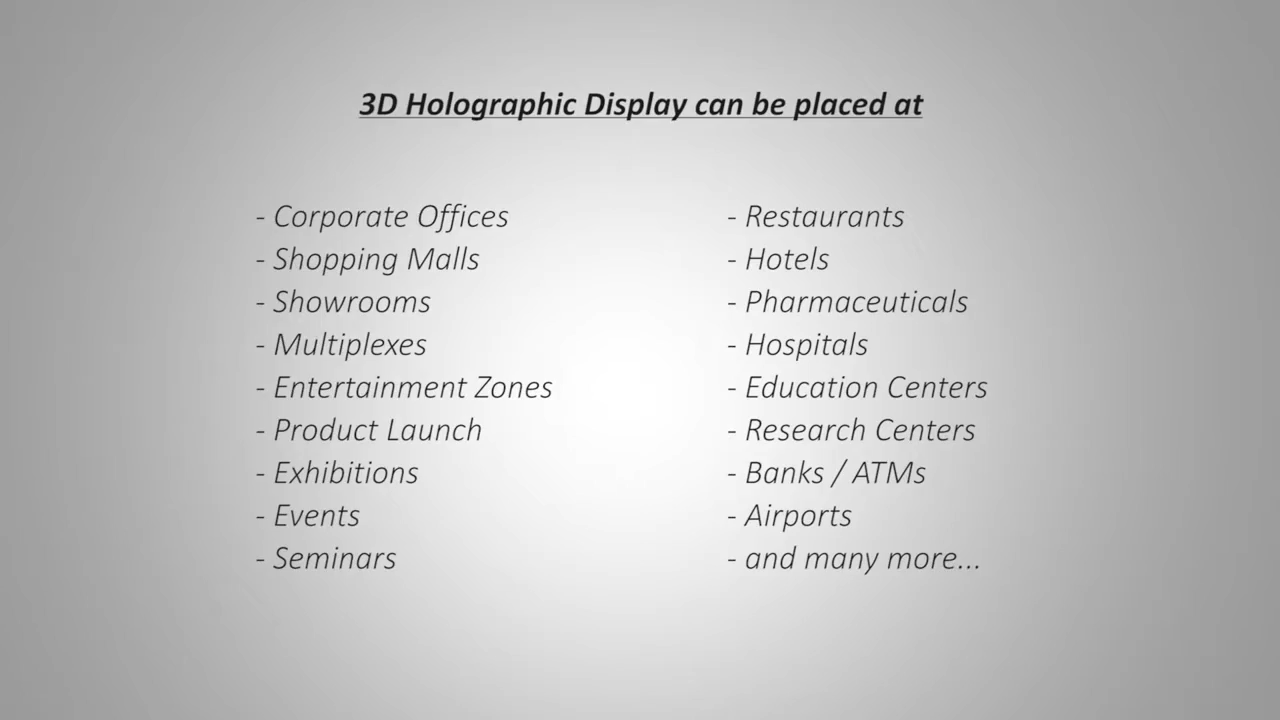 3D Holographic Display can be placed at
- Corporate Offices
- Shopping Malls
- Showrooms
- Multiplexes
- Entertainment Zones
- Product Launch
- Exhibitions
- Events
- Seminars
- Restaurants
- Hotels
- Pharmaceuticals
- Hospitals
- Education Centers
- Research Centers
- Banks / ATMs
- Airports
- and many more...